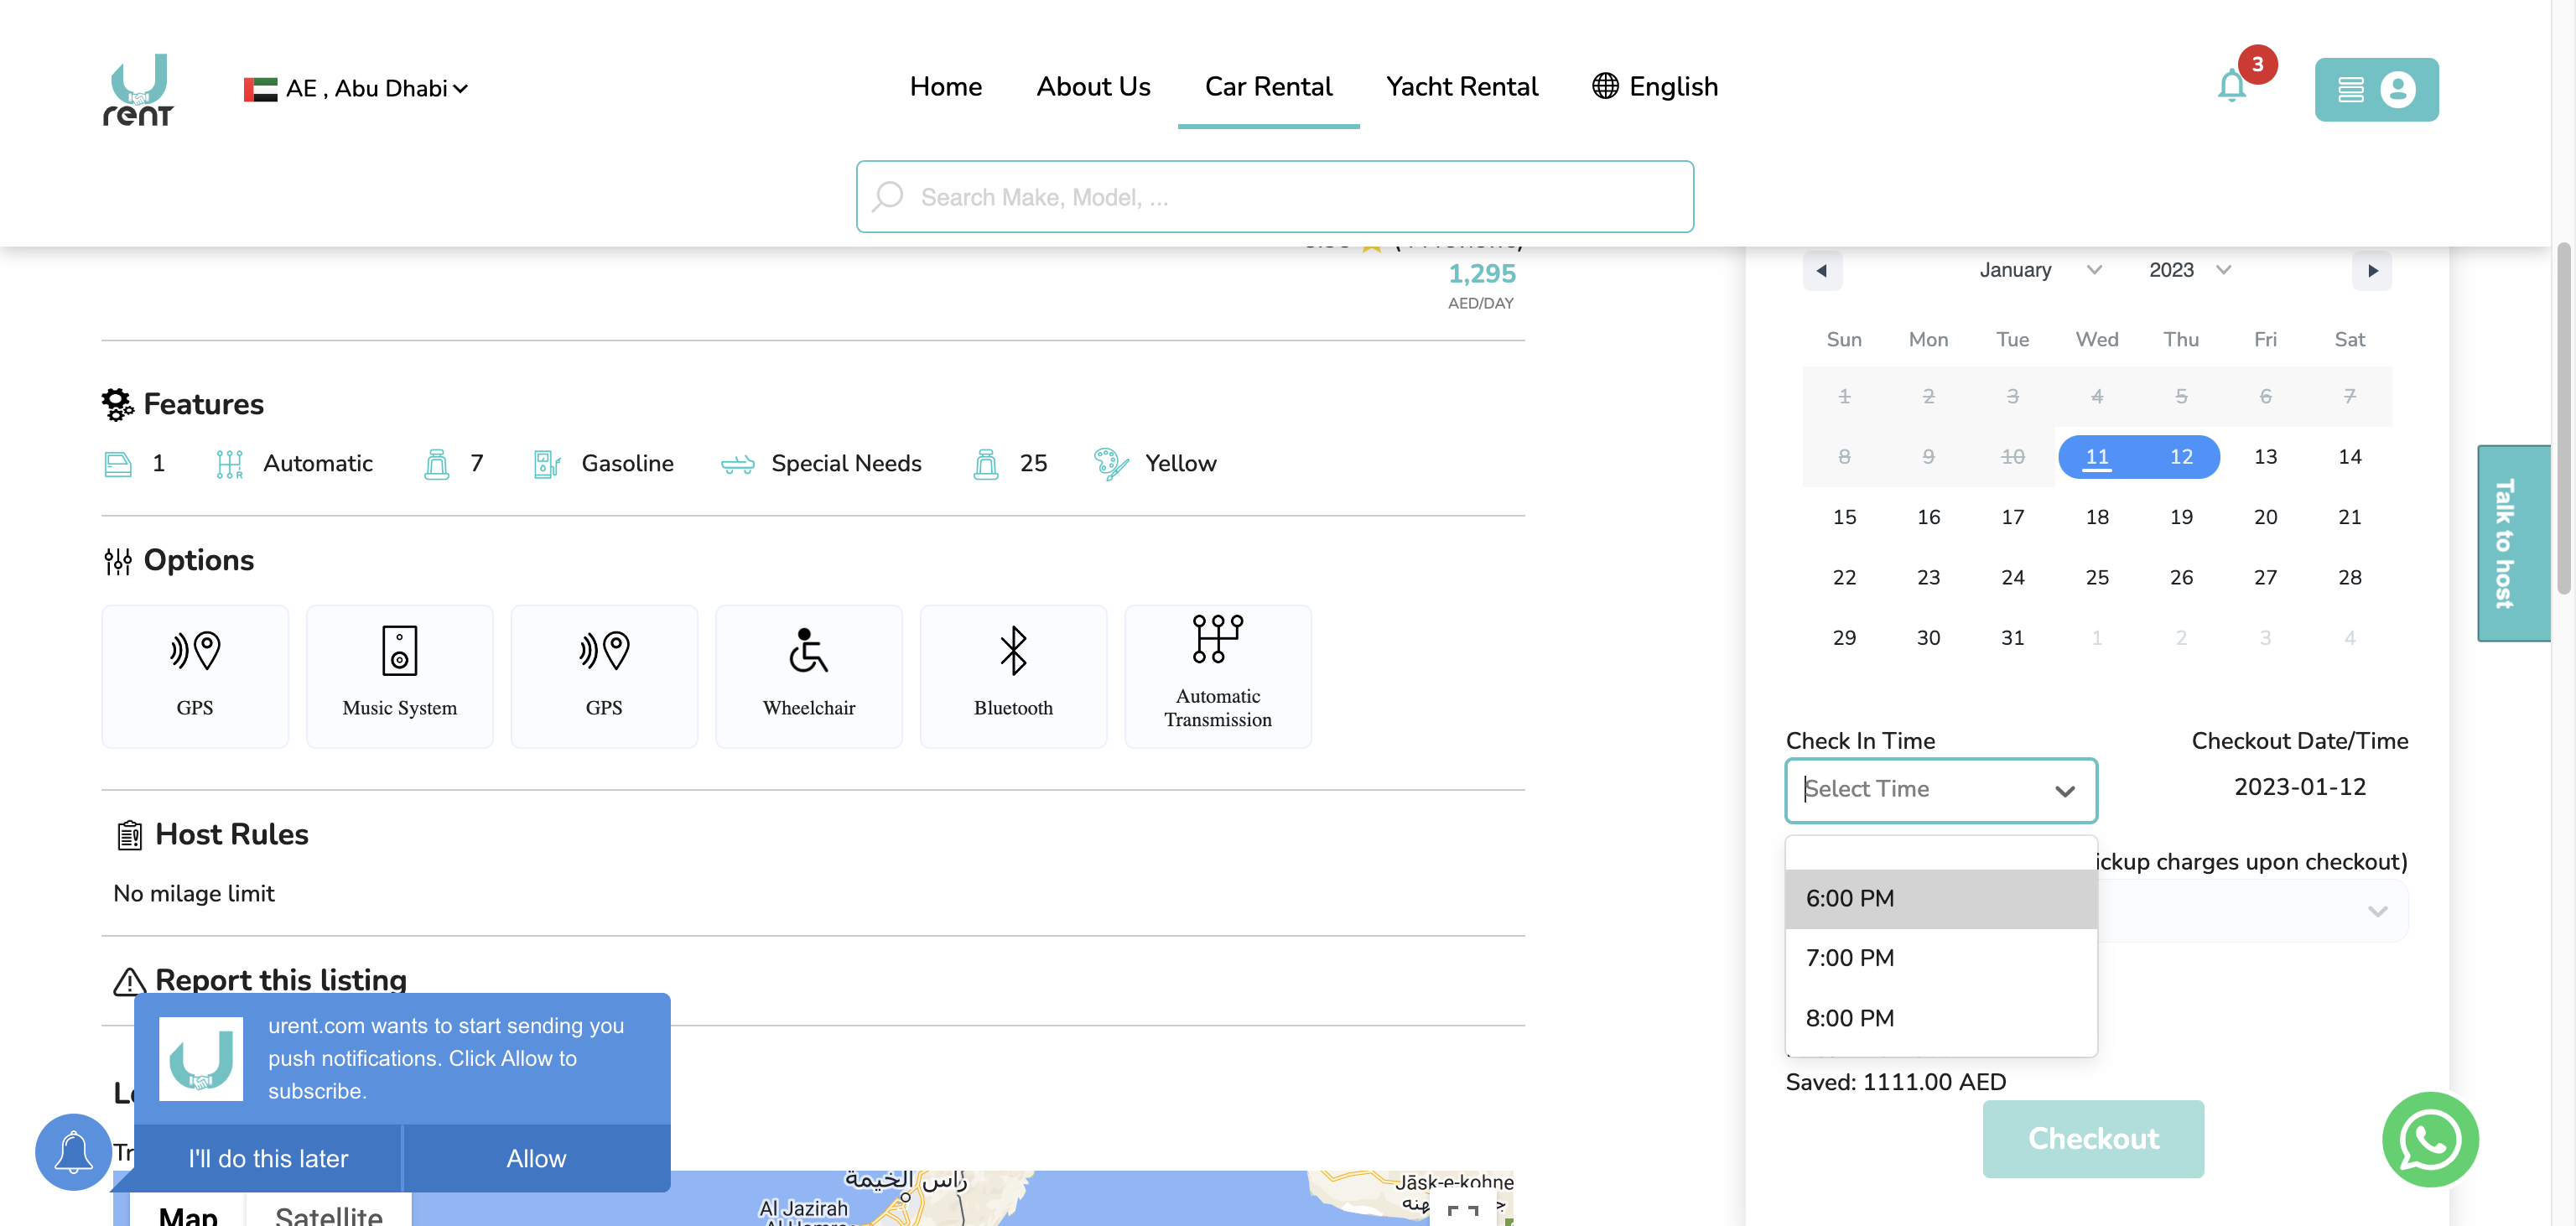 rent
AE , Abu Dhabi
Home
About Us
Car Rental
Yacht Rental
English
3
Search Make, Model, ...
1,295
AED/DAY
Features
1
Automatic
7
Gasoline
Special Needs
25
Yellow
Options
GPS
Music System
GPS
Wheelchair
Bluetooth
Automatic
Transmission
Host Rules
No milage limit
Report this listing
urent.com wants to start sending you
push notifications. Click Allow to
subscribe.
I'll do this later
Allow
Map
Satellite
رأس الخيمة
Al Jazirah
Jāsk-e-kohne
January
2023
Sun Mon Tue Wed Thu Fri Sat
1 2 3 4 5 6 7
8 9 10 11 12 13 14
15 16 17 18 19 20 21
22 23 24 25 26 27 28
29 30 31 1 2 3 4
Check In Time
Checkout Date/Time
Select Time
2023-01-12
ickup charges upon checkout)
6:00 PM
7:00 PM
8:00 PM
Saved: 1111.00 AED
Checkout
Talk to host